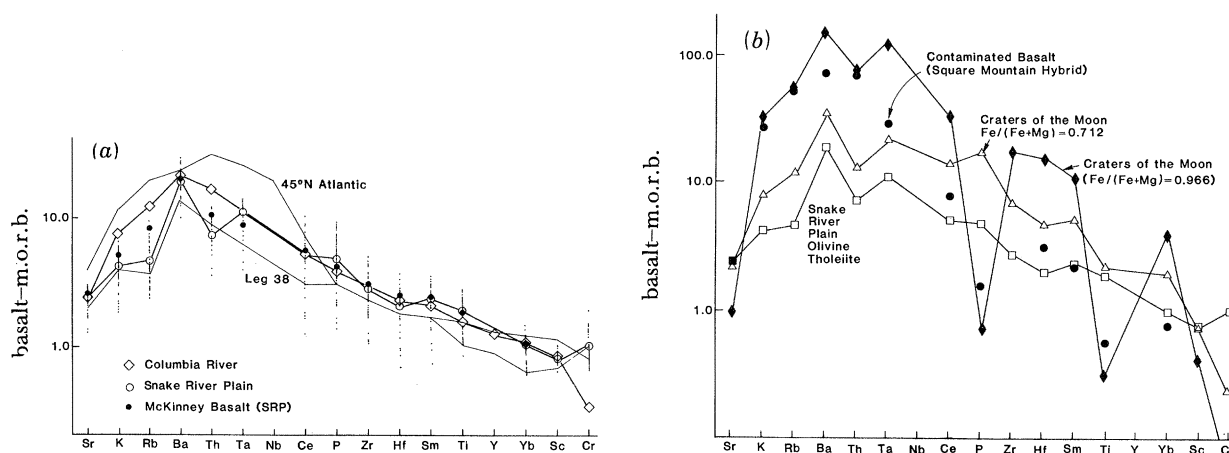 (a)
basalt–m.o.r.b.
10.0
1.0
45°N Atlantic
Leg 38
Columbia River
Snake River Plain
McKinney Basalt (SRP)
Sr K Rb Ba Th Ta Nb Ce P Zr Hf Sm Ti Y Yb Sc Cr
(b)
basalt–m.o.r.b.
100.0
10.0
1.0
Contaminated Basalt
(Square Mountain Hybrid)
Craters of the Moon
Fe/(Fe+Mg)=0.712
Craters of the Moon
(Fe/(Fe+Mg)=0.966)
Snake
River
Plain
Olivine
Tholeiite
Sr K Rb Ba Th Ta Nb Ce P Zr Hf Sm Ti Y Yb Sc